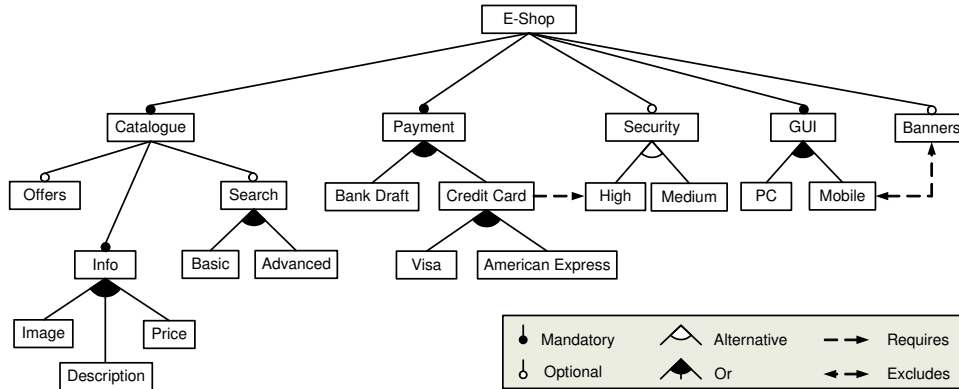 E-Shop
Catalogue
Payment
Security
GUI
Banners
Offers
Search
Bank Draft
Credit Card
High
Medium
PC
Mobile
Info
Basic
Advanced
Visa
American Express
Image
Price
Description
Mandatory
Alternative
Requires
Optional
Or
Excludes